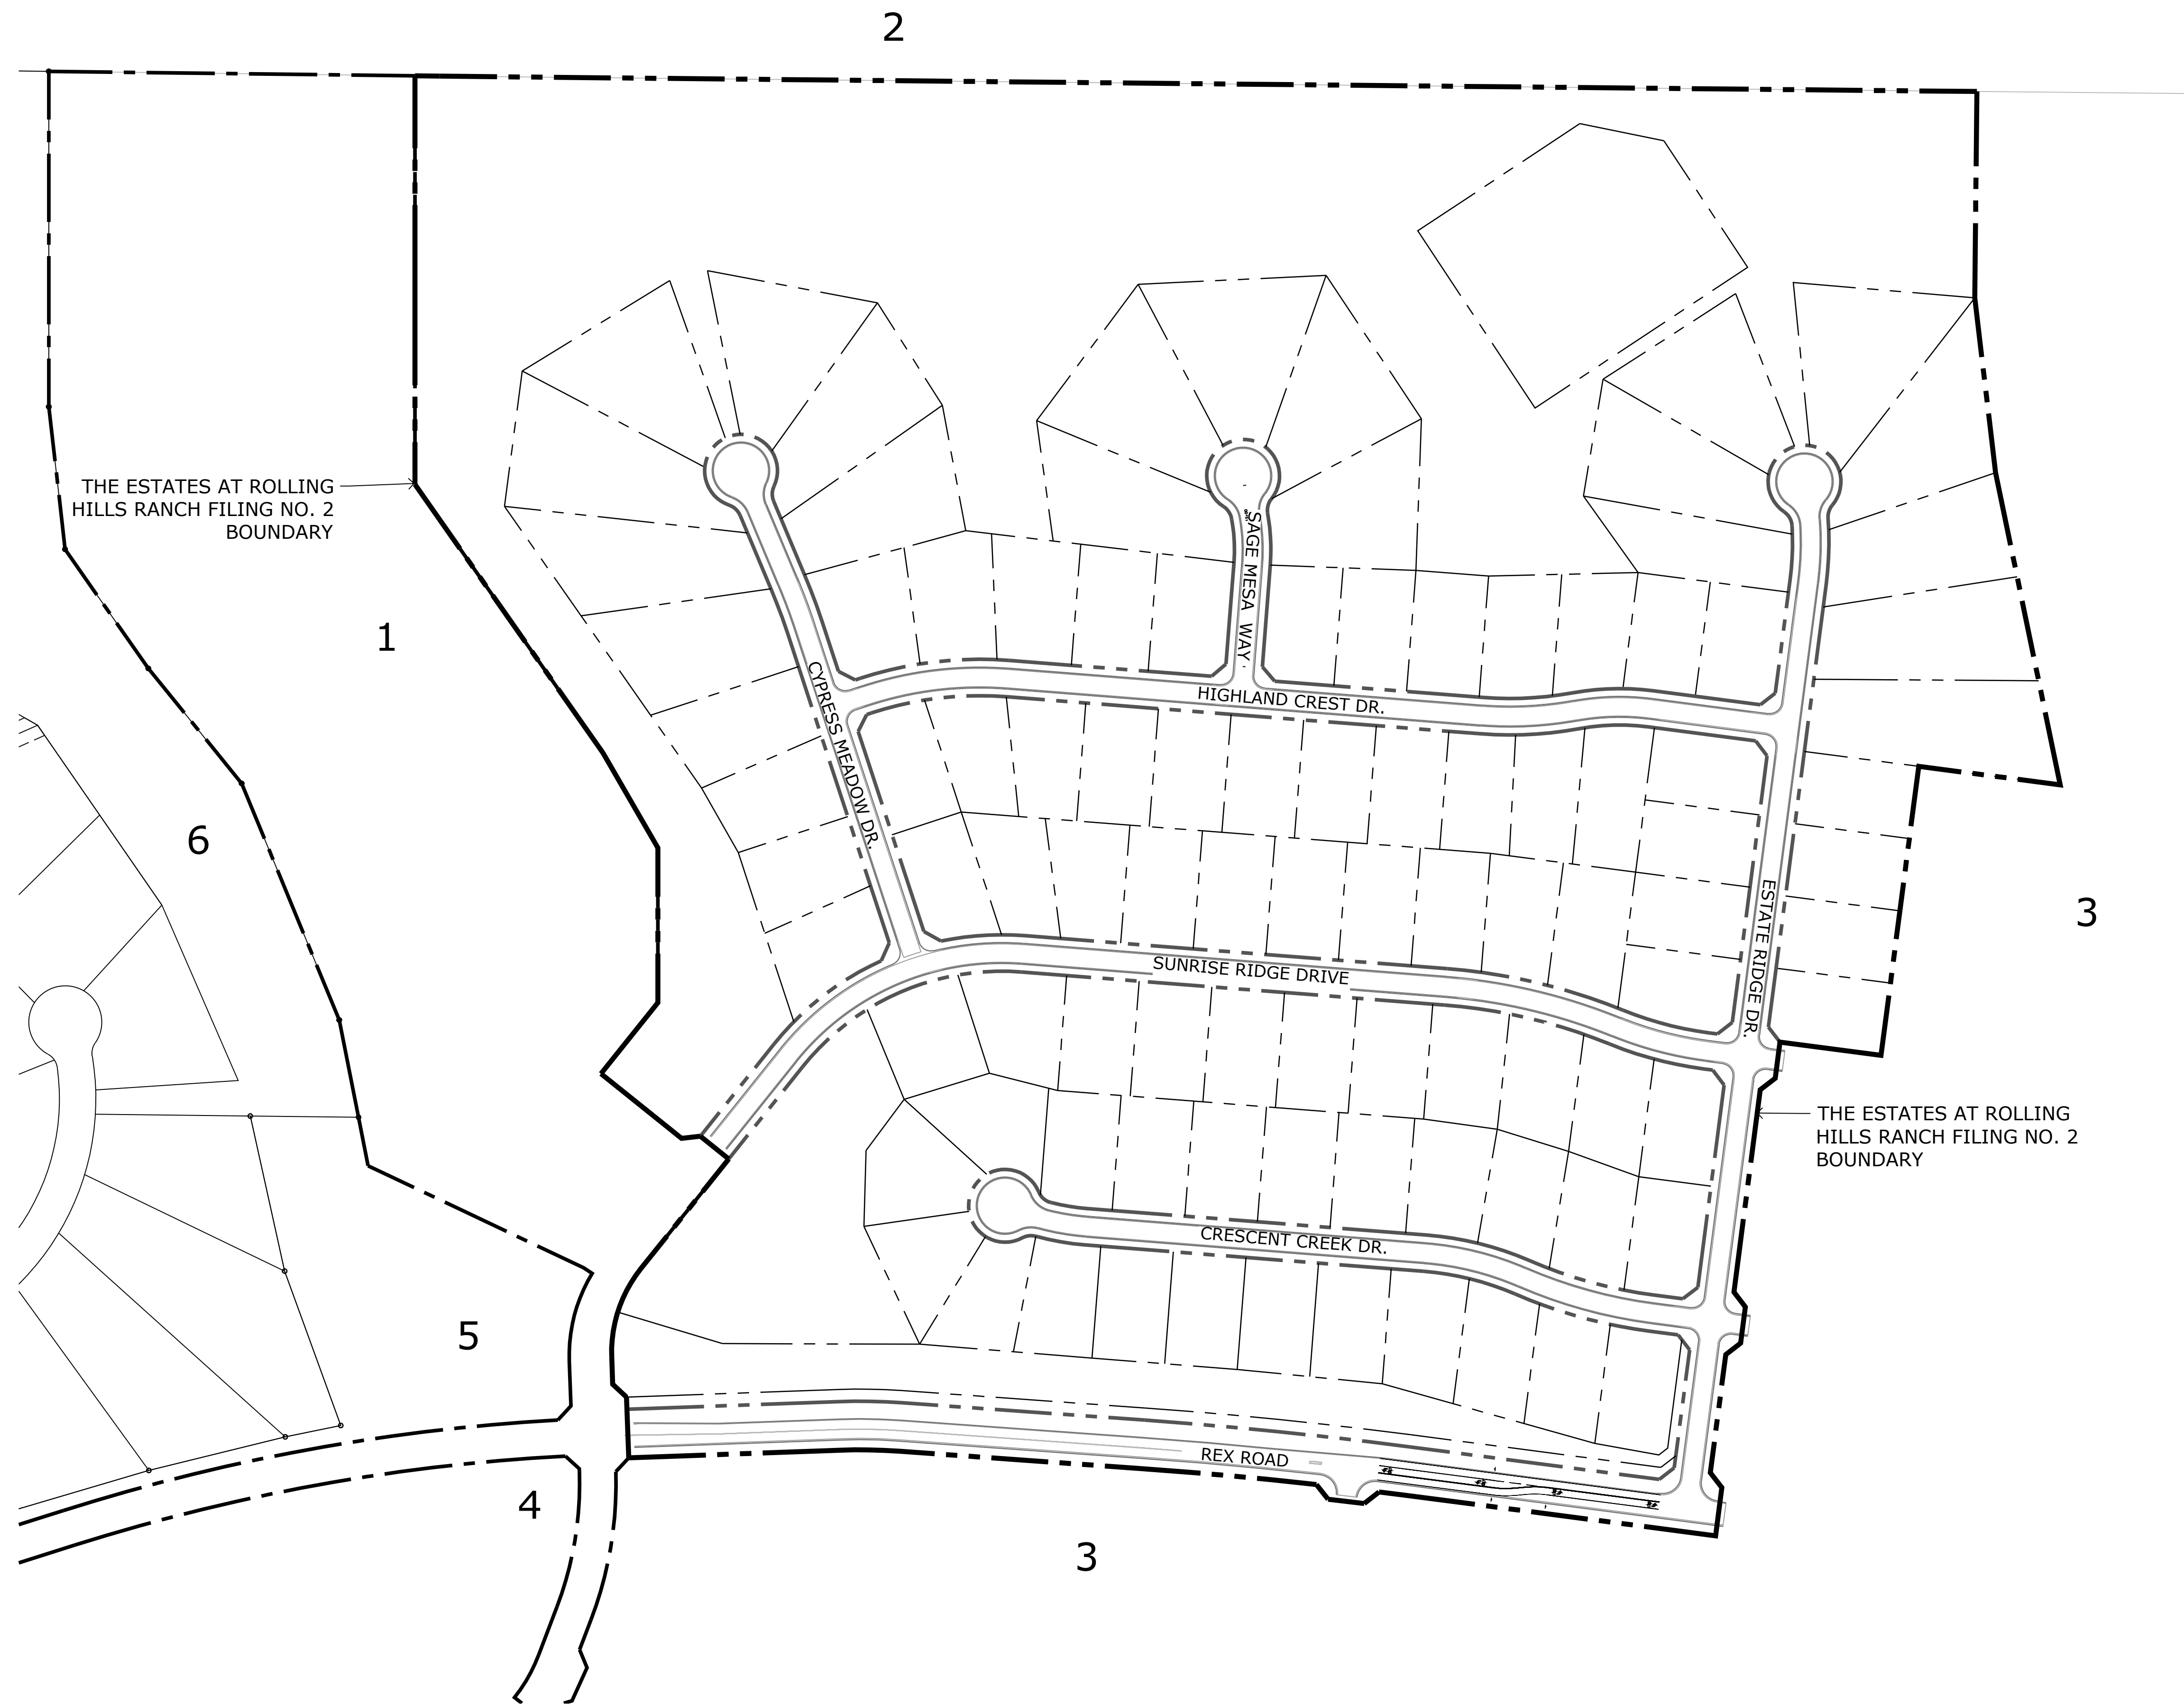 2
THE ESTATES AT ROLLING
HILLS RANCH FILING NO. 2
BOUNDARY
1
SAGE MESA WAY
CYPRESS MEADOW DR.
HIGHLAND CREST DR.
6
3
ESTATE RIDGE DR.
SUNRISE RIDGE DRIVE
THE ESTATES AT ROLLING
HILLS RANCH FILING NO. 2
BOUNDARY
CRESCENT CREEK DR.
5
REX ROAD
4
3